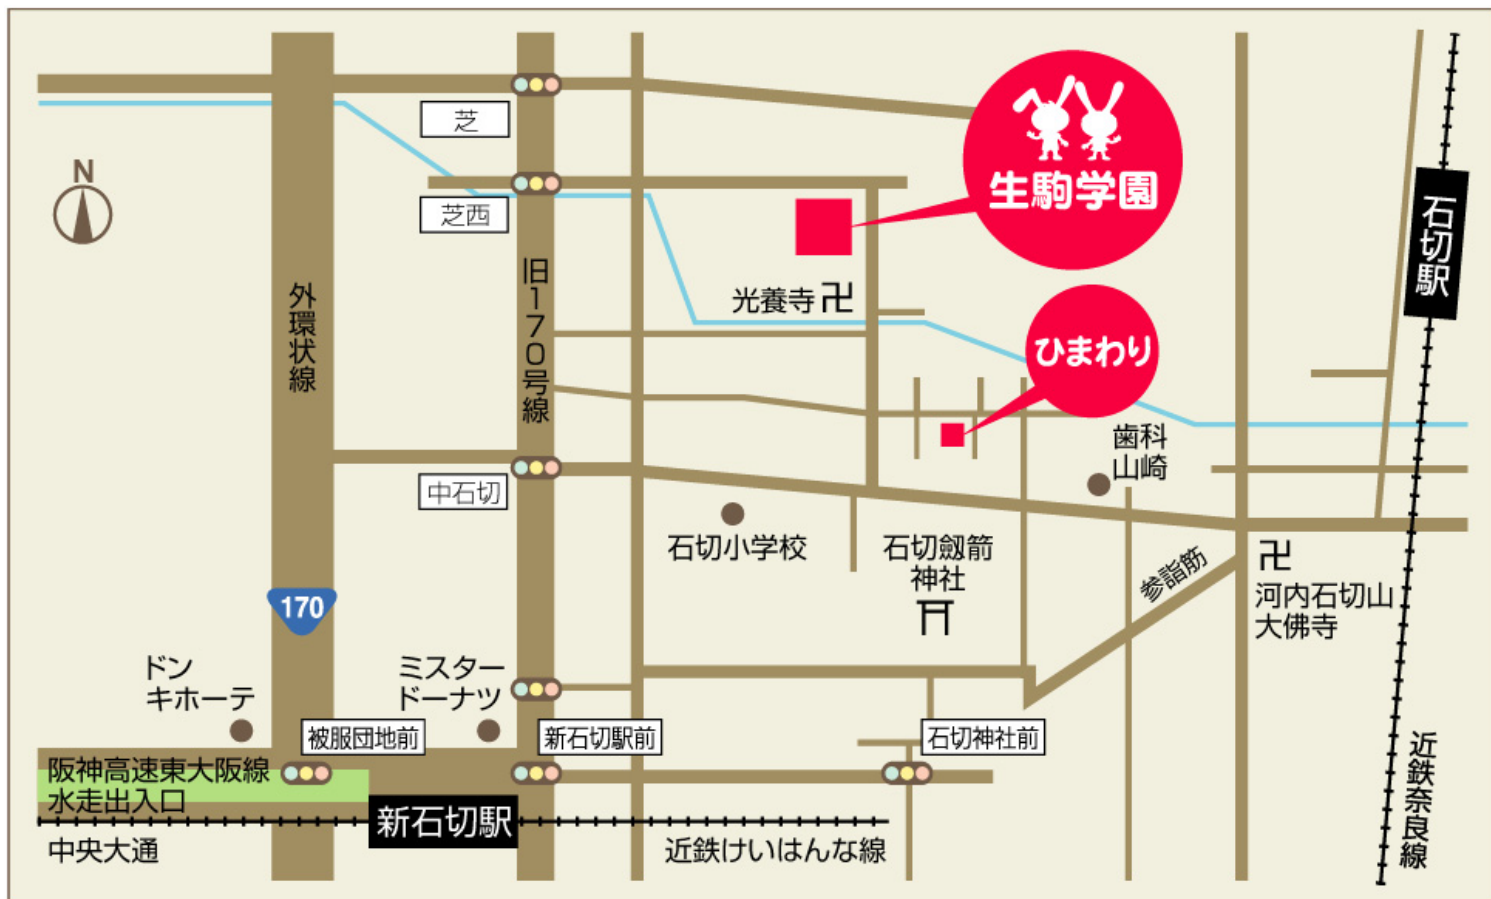 芝
N
生駒学園
芝西
石切駅
旧170号線
外環状線
光養寺
ひまわり
歯科
山崎
中石切
石切小学校
石切劔箭
神社
参詣筋
河内石切山
大佛寺
170
ドン
キホーテ
ミスター
ドーナツ
被服団地前
新石切駅前
石切神社前
阪神高速東大阪線
水走出入口
新石切駅
中央大通
近鉄けいはんな線
近鉄奈良線